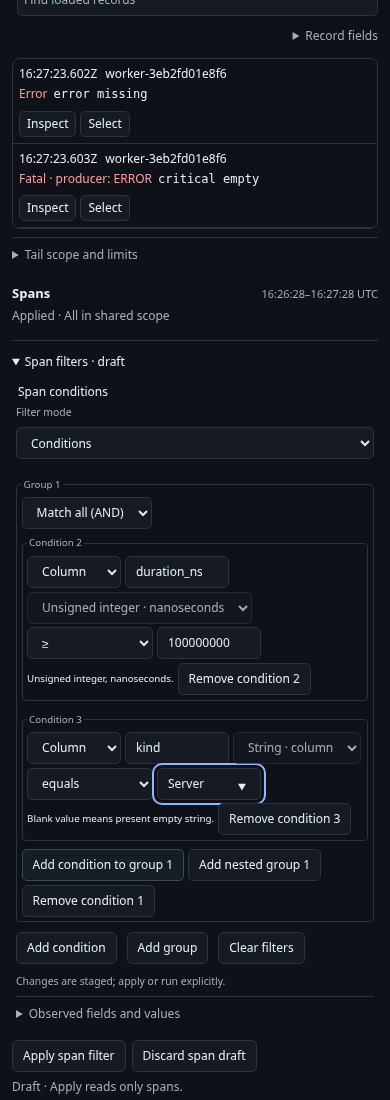 Find loaded records
▶ Record fields
16:27:23.602Z worker-3eb2fd01e8f6
Error error missing
Inspect Select
16:27:23.603Z worker-3eb2fd01e8f6
Fatal · producer: ERROR critical empty
Inspect Select
▶ Tail scope and limits
Spans 16:26:28–16:27:28 UTC
Applied · All in shared scope
▼ Span filters · draft
Span conditions
Filter mode
Conditions
Group 1
Match all (AND)
Condition 2
Column duration_ns
Unsigned integer · nanoseconds
≥ 100000000
Unsigned integer, nanoseconds. Remove condition 2
Condition 3
Column kind String · column
equals Server
Blank value means present empty string. Remove condition 3
Add condition to group 1 Add nested group 1
Remove condition 1
Add condition Add group Clear filters
Changes are staged; apply or run explicitly.
▶ Observed fields and values
Apply span filter Discard span draft
Draft · Apply reads only spans.